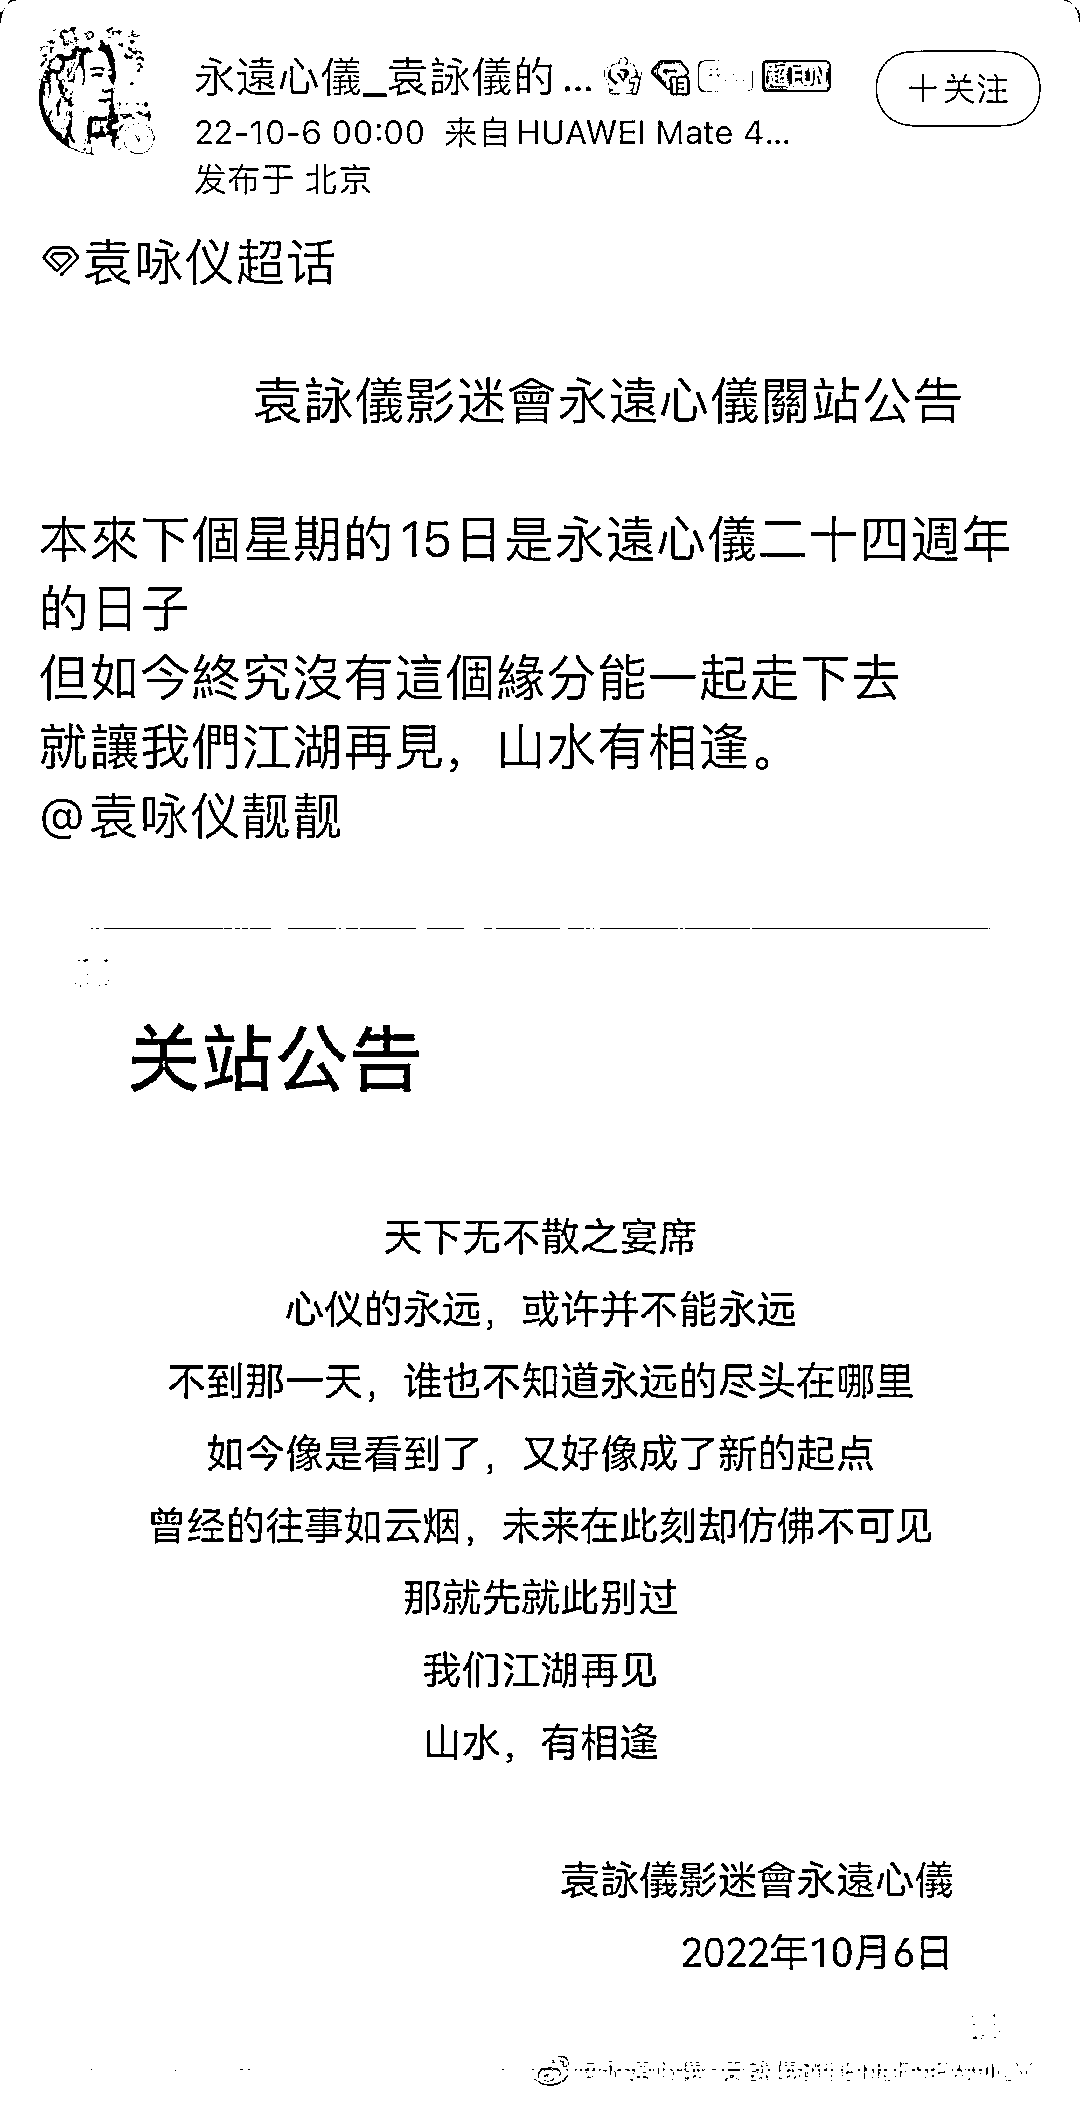 永遠心儀_袁詠儀的...
+关注
22-10-6 00:00 来自HUAWEI Mate 4...
发布于 北京
袁咏仪超话
袁詠儀影迷會永遠心儀關站公告
本來下個星期的15日是永遠心儀二十四週年
的日子
但如今終究沒有這個緣分能一起走下去
就讓我們江湖再見，山水有相逢。
@袁咏仪靓靓
关站公告
天下无不散之宴席
心仪的永远，或许并不能永远
不到那一天，谁也不知道永远的尽头在哪里
如今像是看到了，又好像成了新的起点
曾经的往事如云烟，未来在此刻却仿佛不可见
那就先就此别过
我们江湖再见
山水，有相逢
袁詠儀影迷會永遠心儀
2022年10月6日